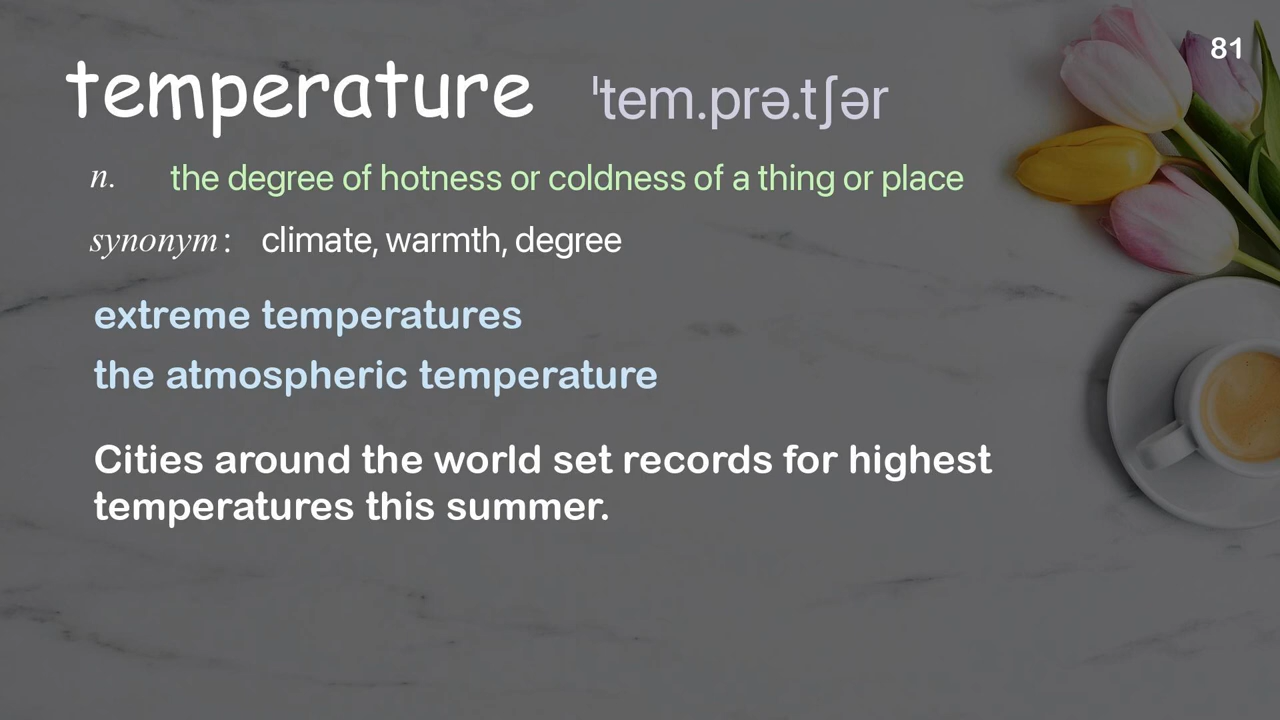 81
temperature ˈtem.prə.tʃər
n. the degree of hotness or coldness of a thing or place
synonym: climate, warmth, degree
extreme temperatures
the atmospheric temperature
Cities around the world set records for highest
temperatures this summer.